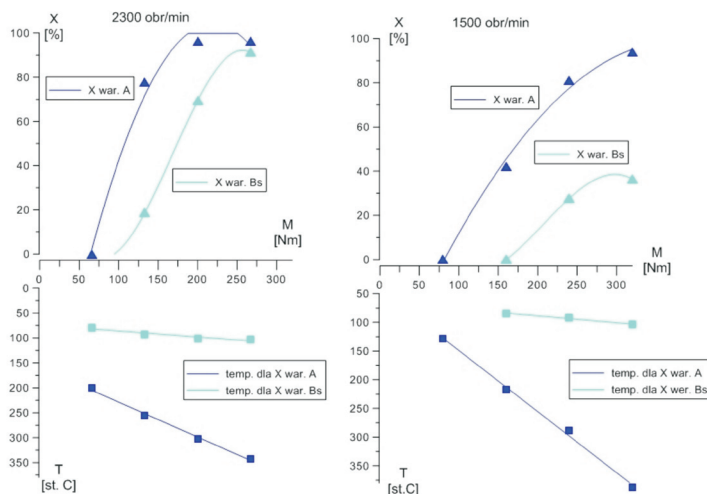 X
[%]
2300 obr/min
100
80
60
40
20
0
X war. A
X war. Bs
M
[Nm]
0 50 100 150 200 250 300
0
50
100
150
200
250
300
350
temp. dla X war. A
temp. dla X war. Bs
T
[st. C]
X
[%]
1500 obr/min
100
80
60
40
20
0
X war. A
X war. Bs
M
[Nm]
0 50 100 150 200 250 300
50
100
150
200
250
300
350
temp. dla X war. A
temp. dla X wer. Bs
T
[st.C]